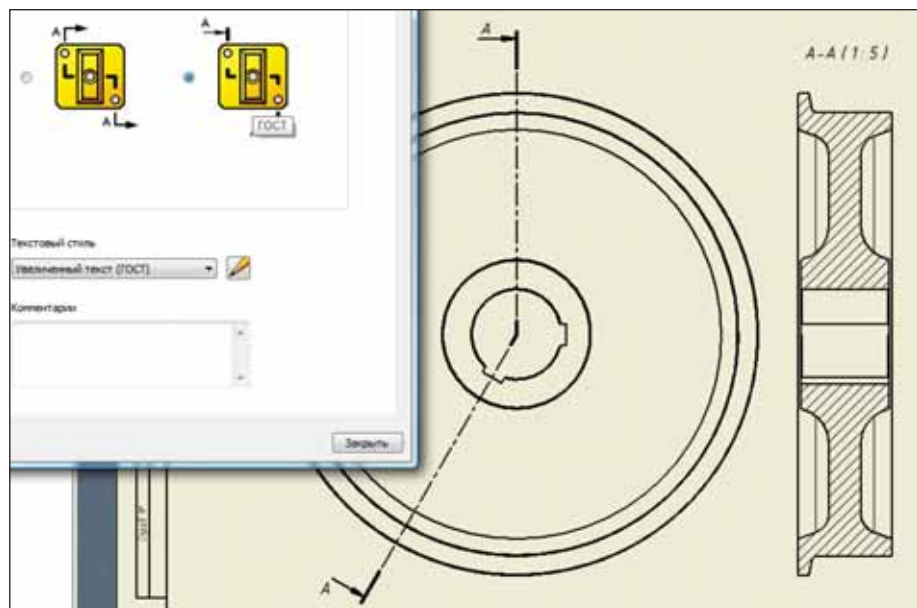 А
А
ГОСТ
Текстовый стиль
Увеличенный текст (ГОСТ)
Комментарии
Закрыть
А
А-А (1:5)
А